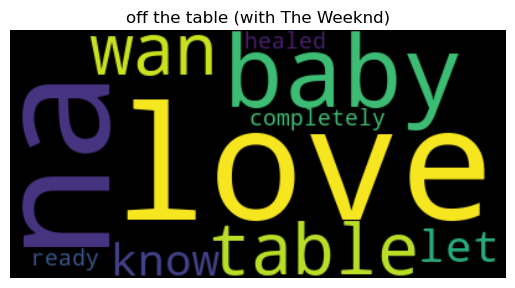 off the table (with The Weeknd)
wan
healed
baby
completely
na
love
ready
know
table
let